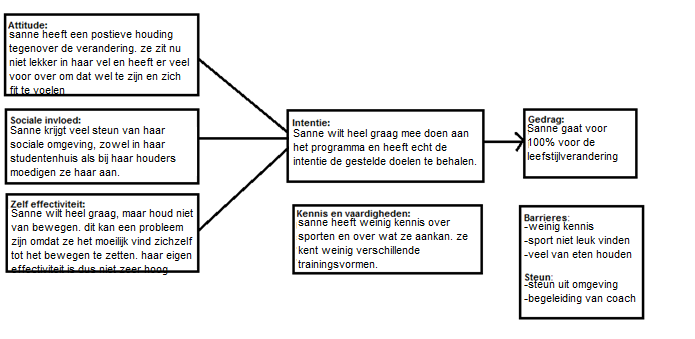 Attitude:
sanne heeft een postieve houding
tegenover de verandering. ze zit nu
niet lekker in haar vel en heeft er veel
voor over om dat wel te zijn en zich
fit te voelen
Sociale invloed:
Sanne krijgt veel steun van haar
sociale omgeving, zowel in haar
studentenhuis als bij haar houders
moedigen ze haar aan.
Zelf effectiviteit:
Sanne wilt heel graag, maar houd niet
van bewegen. dit kan een probleem
zijn omdat ze het moeilijk vind zichzelf
tot het bewegen te zetten. haar eigen
effectiviteit is dus niet zeer hoog
Intentie:
Sanne wilt heel graag mee doen aan
het programma en heeft echt de
intentie de gestelde doelen te behalen.
Kennis en vaardigheden:
sanne heeft weinig kennis over
sporten en over wat ze aankan. ze
kent weinig verschillende
trainingsvormen.
Gedrag:
Sanne gaat voor
100% voor de
leefstijlverandering
Barrieres:
-weinig kennis
-sport niet leuk vinden
-veel van eten houden
Steun:
-steun uit omgeving
-begeleiding van coach